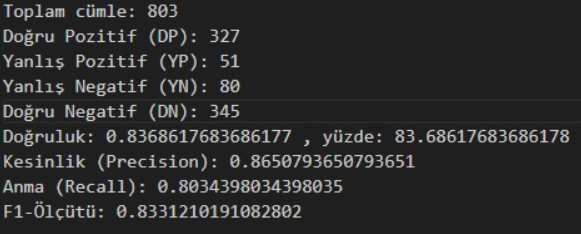 Toplam cümle: 803
Doğru Pozitif (DP): 327
Yanlış Pozitif (YP): 51
Yanlış Negatif (YN): 80
Doğru Negatif (DN): 345
Doğruluk: 0.8368617683686177 , yüzde: 83.68617683686178
Kesinlik (Precision): 0.8650793650793651
Anma (Recall): 0.8034398034398035
F1-Ölçütü: 0.8331210191082802